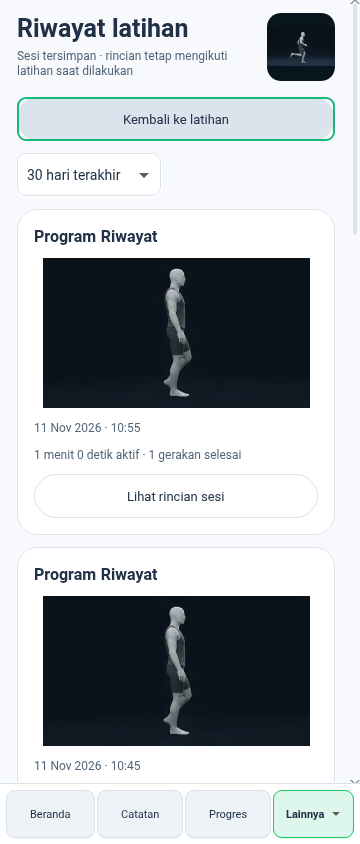 Riwayat latihan
Sesi tersimpan · rincian tetap mengikuti
latihan saat dilakukan
Kembali ke latihan
30 hari terakhir
Program Riwayat
11 Nov 2026 · 10:55
1 menit 0 detik aktif · 1 gerakan selesai
Lihat rincian sesi
Program Riwayat
11 Nov 2026 · 10:45
Beranda
Catatan
Progres
Lainnya